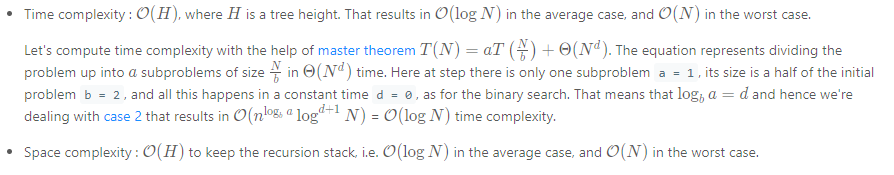 • Time complexity : O(H), where H is a tree height. That results in O(log N) in the average case, and O(N) in the worst case.
Let's compute time complexity with the help of master theorem T(N) = aT(N/b) + Θ(N^d). The equation represents dividing the
problem up into a subproblems of size N/b in Θ(N^d) time. Here at step there is only one subproblem a = 1 , its size is a half of the initial
problem b = 2 , and all this happens in a constant time d = 0 , as for the binary search. That means that log_b a = d and hence we're
dealing with case 2 that results in O(n^{log_b a} log^{d+1} N) = O(log N) time complexity.
• Space complexity : O(H) to keep the recursion stack, i.e. O(log N) in the average case, and O(N) in the worst case.